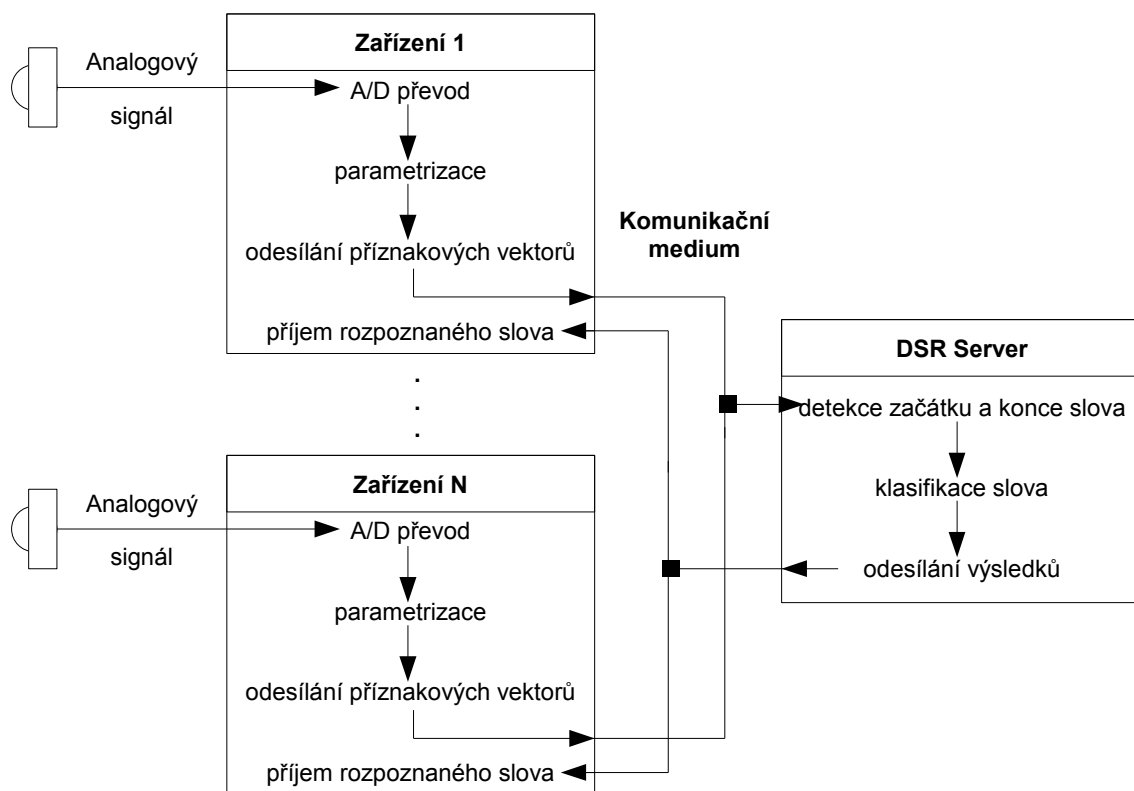 Zařízení 1
Analogový
signál
A/D převod
parametrizace
odesílání příznakových vektorů
příjem rozpoznaného slova
Komunikační
medium
DSR Server
detekce začátku a konce slova
klasifikace slova
odesílání výsledků
.
.
.
Zařízení N
Analogový
signál
A/D převod
parametrizace
odesílání příznakových vektorů
příjem rozpoznaného slova